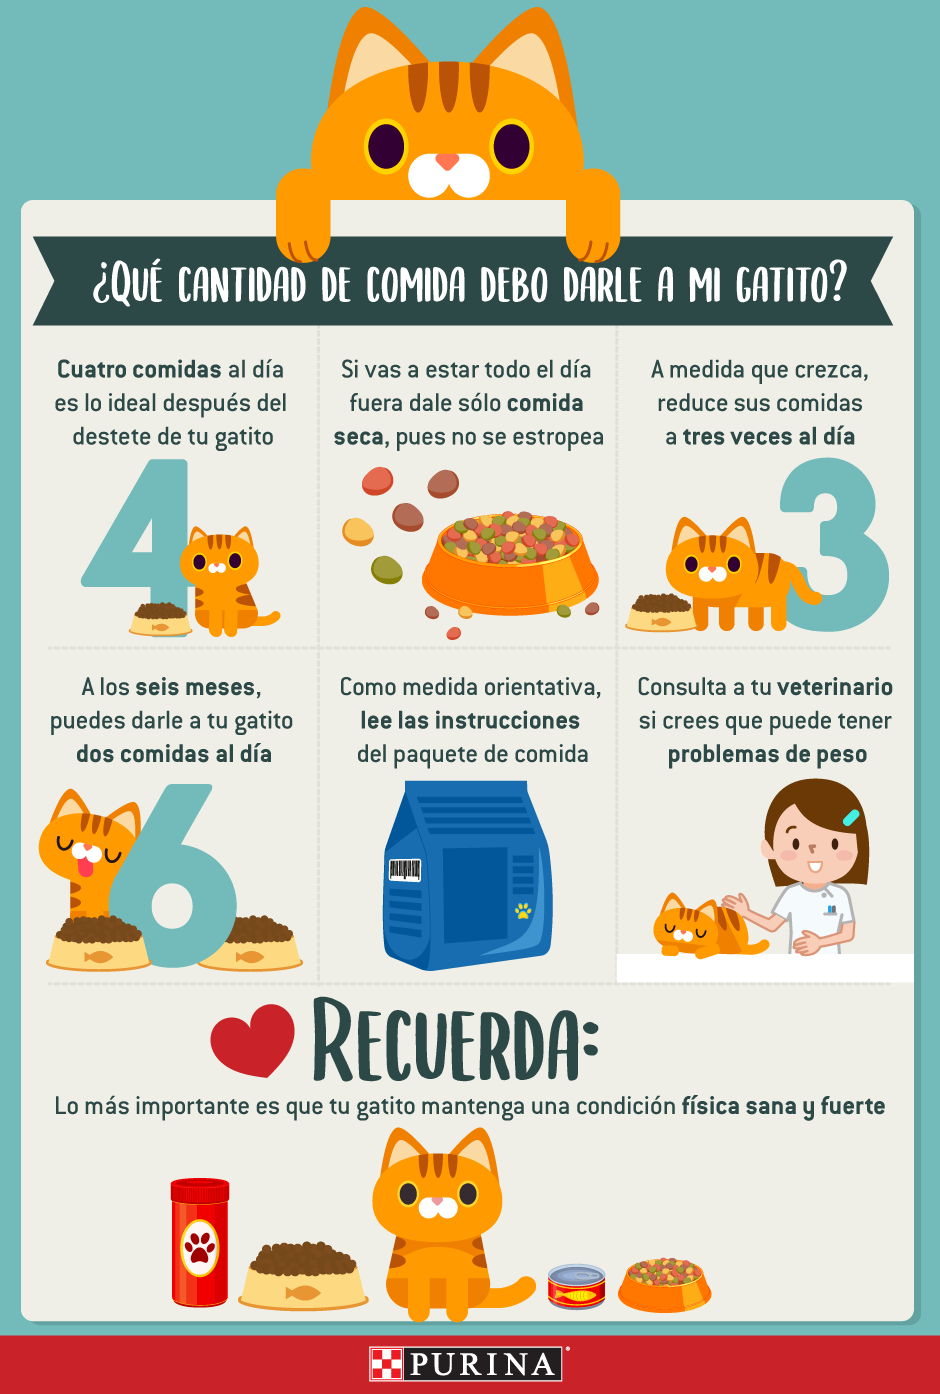 ¿QUÉ CANTIDAD DE COMIDA DEBO DARLE A MI GATITO?
Cuatro comidas al día
es lo ideal después del
destete de tu gatito
4
Si vas a estar todo el día
fuera dale sólo comida
seca, pues no se estropea
A medida que crezca,
reduce sus comidas
a tres veces al día
3
A los seis meses,
puedes darle a tu gatito
dos comidas al día
6
Como medida orientativa,
lee las instrucciones
del paquete de comida
Consulta a tu veterinario
si crees que puede tener
problemas de peso
RECUERDA:
Lo más importante es que tu gatito mantenga una condición física sana y fuerte
PURINA